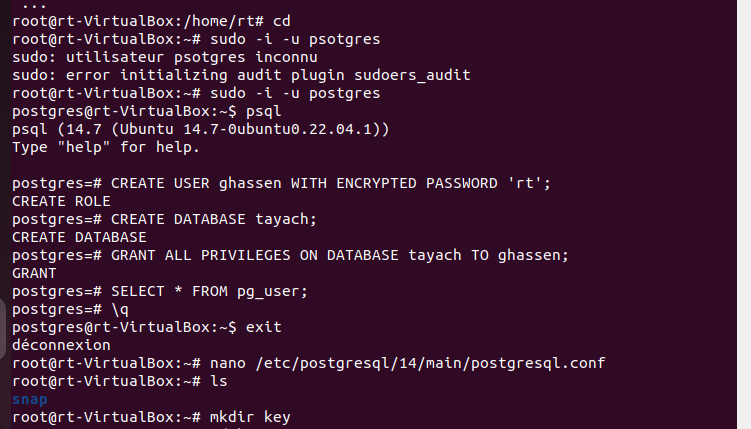 ...
root@rt-VirtualBox:/home/rt# cd
root@rt-VirtualBox:~# sudo -i -u psotgres
sudo: utilisateur psotgres inconnu
sudo: error initializing audit plugin sudoers_audit
root@rt-VirtualBox:~# sudo -i -u postgres
postgres@rt-VirtualBox:~$ psql
psql (14.7 (Ubuntu 14.7-0ubuntu0.22.04.1))
Type "help" for help.

postgres=# CREATE USER ghassen WITH ENCRYPTED PASSWORD 'rt';
CREATE ROLE
postgres=# CREATE DATABASE tayach;
CREATE DATABASE
postgres=# GRANT ALL PRIVILEGES ON DATABASE tayach TO ghassen;
GRANT
postgres=# SELECT * FROM pg_user;
postgres=# \q
postgres@rt-VirtualBox:~$ exit
déconnexion
root@rt-VirtualBox:~# nano /etc/postgresql/14/main/postgresql.conf
root@rt-VirtualBox:~# ls
snap
root@rt-VirtualBox:~# mkdir key